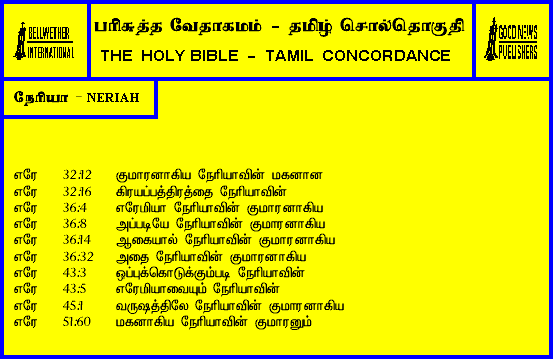 BELLWETHER
INTERNATIONAL
பரிசுத்த வேதாகமம் - தமிழ் சொல்தொகுதி
THE HOLY BIBLE - TAMIL CONCORDANCE
GOOD NEWS
PUBLISHERS
நேரியா - NERIAH
எரே 32:12 குமாரனாகிய நேரியாவின் மகனான
எரே 32:16 கிரயப்பத்திரத்தை நேரியாவின்
எரே 36:4 எரேமியா நேரியாவின் குமாரனாகிய
எரே 36:8 அப்படியே நேரியாவின் குமாரனாகிய
எரே 36:14 ஆகையால் நேரியாவின் குமாரனாகிய
எரே 36:32 அதை நேரியாவின் குமாரனாகிய
எரே 43:3 ஒப்புக்கொடுக்கும்படி நேரியாவின்
எரே 43:5 எரேமியாவையும் நேரியாவின்
எரே 45:1 வருஷத்திலே நேரியாவின் குமாரனாகிய
எரே 51:60 மகனாகிய நேரியாவின் குமாரனும்